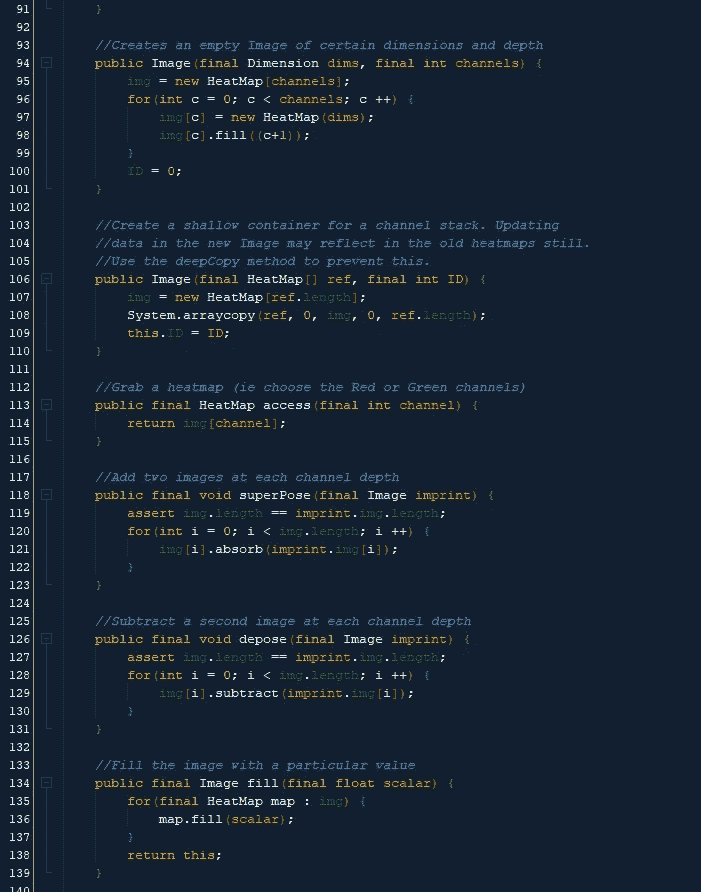 91 }
92
93 //Creates an empty Image of certain dimensions and depth
94 public Image(final Dimension dims, final int channels) {
95 img = new HeatMap[channels];
96 for(int c = 0; c < channels; c ++) {
97 img[c] = new HeatMap(dims);
98 img[c].fill((c+1));
99 }
100 ID = 0;
101 }
102
103 //Create a shallow container for a channel stack. Updating
104 //data in the new Image may reflect in the old heatmaps still.
105 //Use the deepCopy method to prevent this.
106 public Image(final HeatMap[] ref, final int ID) {
107 img = new HeatMap[ref.length];
108 System.arraycopy(ref, 0, img, 0, ref.length);
109 this.ID = ID;
110 }
111
112 //Grab a heatmap (ie choose the Red or Green channels)
113 public final HeatMap access(final int channel) {
114 return img[channel];
115 }
116
117 //Add two images at each channel depth
118 public final void superPose(final Image imprint) {
119 assert img.length == imprint.img.length;
120 for(int i = 0; i < img.length; i ++) {
121 img[i].absorb(imprint.img[i]);
122 }
123 }
124
125 //Subtract a second image at each channel depth
126 public final void depose(final Image imprint) {
127 assert img.length == imprint.img.length;
128 for(int i = 0; i < img.length; i ++) {
129 img[i].subtract(imprint.img[i]);
130 }
131 }
132
133 //Fill the image with a particular value
134 public final Image fill(final float scalar) {
135 for(final HeatMap map : img) {
136 map.fill(scalar);
137 }
138 return this;
139 }
140